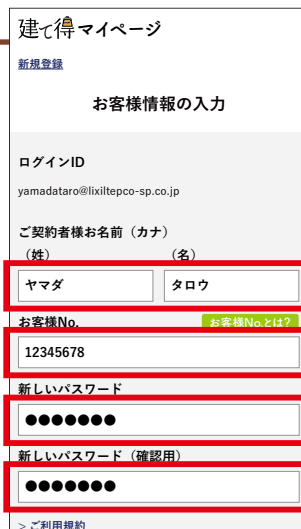 建て得マイページ
新規登録
お客様情報の入力
ログインID
yamadataro@lixiltepco-sp.co.jp
ご契約者様お名前（カナ）
（姓） （名）
ヤマダ タロウ
お客様No. お客様No.とは?
12345678
新しいパスワード
●●●●●●●
新しいパスワード（確認用）
●●●●●●●
> ご利用規約